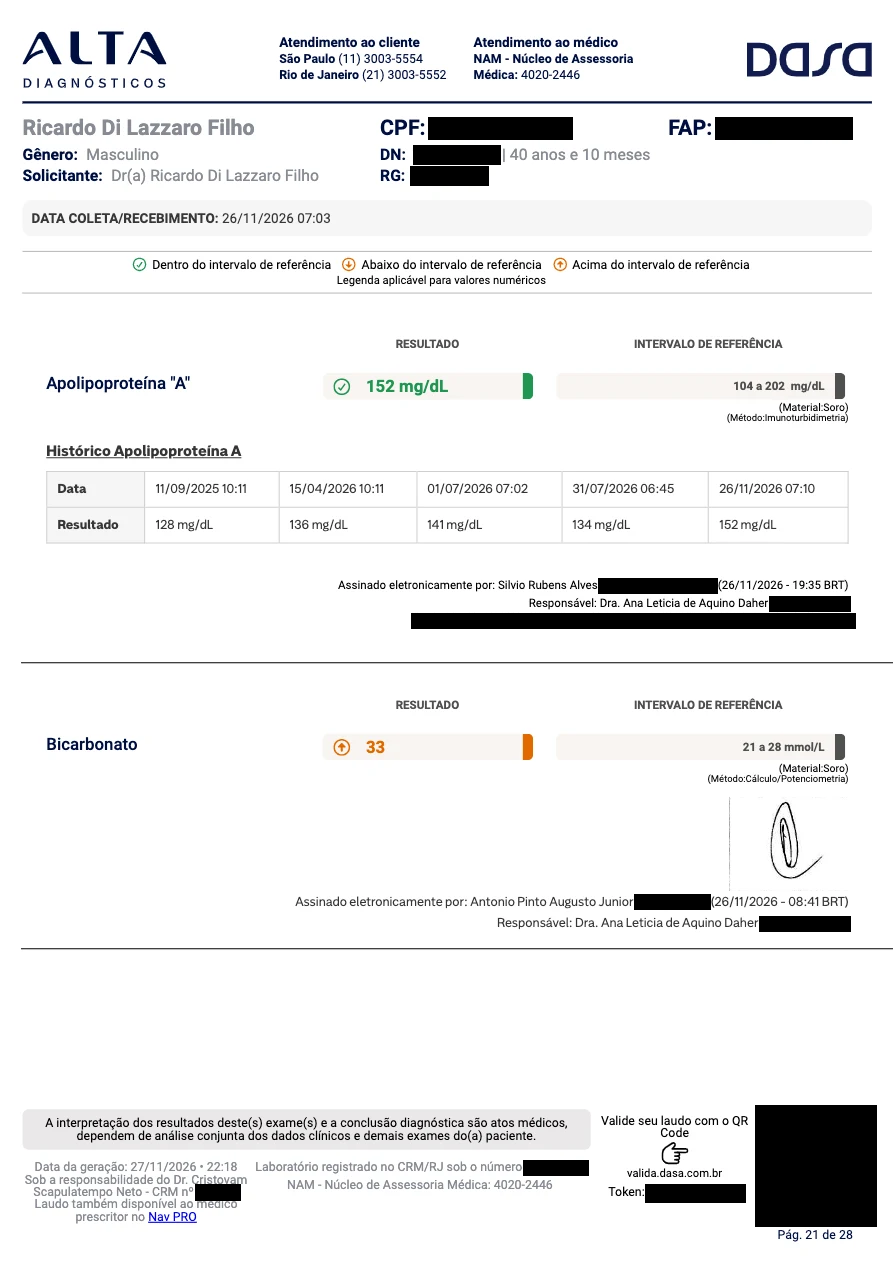 ALTA
DIAGNÓSTICOS
Atendimento ao cliente
São Paulo (11) 3003-5554
Rio de Janeiro (21) 3003-5552
Atendimento ao médico
NAM - Núcleo de Assessoria
Médica: 4020-2446
DASA
Ricardo Di Lazzaro Filho
CPF:
FAP:
Gênero: Masculino
DN: | 40 anos e 10 meses
Solicitante: Dr(a) Ricardo Di Lazzaro Filho
RG:
DATA COLETA/RECEBIMENTO: 26/11/2026 07:03
Dentro do intervalo de referência Abaixo do intervalo de referência Acima do intervalo de referência
Legenda aplicável para valores numéricos
RESULTADO INTERVALO DE REFERÊNCIA
Apolipoproteína "A" 152 mg/dL 104 a 202 mg/dL
(Material:Soro)
(Método:Imunoturbidimetria)
Histórico Apolipoproteína A
Data 11/09/2025 10:11 15/04/2026 10:11 01/07/2026 07:02 31/07/2026 06:45 26/11/2026 07:10
Resultado 128 mg/dL 136 mg/dL 141 mg/dL 134 mg/dL 152 mg/dL
Assinado eletronicamente por: Silvio Rubens Alves (26/11/2026 - 19:35 BRT)
Responsável: Dra. Ana Leticia de Aquino Daher
RESULTADO INTERVALO DE REFERÊNCIA
Bicarbonato 33 21 a 28 mmol/L
(Material:Soro)
(Método:Cálculo/Potenciometria)
Assinado eletronicamente por: Antonio Pinto Augusto Junior (26/11/2026 - 08:41 BRT)
Responsável: Dra. Ana Leticia de Aquino Daher
A interpretação dos resultados deste(s) exame(s) e a conclusão diagnóstica são atos médicos,
dependem de análise conjunta dos dados clínicos e demais exames do(a) paciente.
Data da geração: 27/11/2026 • 22:18
Sob a responsabilidade do Dr. Cristovam
Scapulatempo Neto - CRM nº
Laudo também disponível ao médico
prescritor no Nav PRO
Laboratório registrado no CRM/RJ sob o número
NAM - Núcleo de Assessoria Médica: 4020-2446
Valide seu laudo com o QR
Code
valida.dasa.com.br
Token:
Pág. 21 de 28